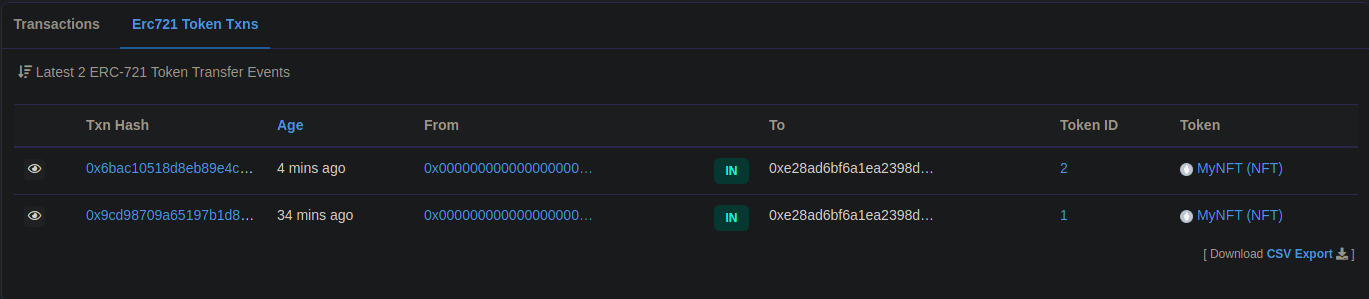 Transactions Erc721 Token Txns
Latest 2 ERC-721 Token Transfer Events
Txn Hash Age From To Token ID Token
0x6bac10518d8eb89e4c… 4 mins ago 0x000000000000000000… IN 0xe28ad6bf6a1ea2398d… 2 MyNFT (NFT)
0x9cd98709a65197b1d8… 34 mins ago 0x000000000000000000… IN 0xe28ad6bf6a1ea2398d… 1 MyNFT (NFT)
[ Download CSV Export ]